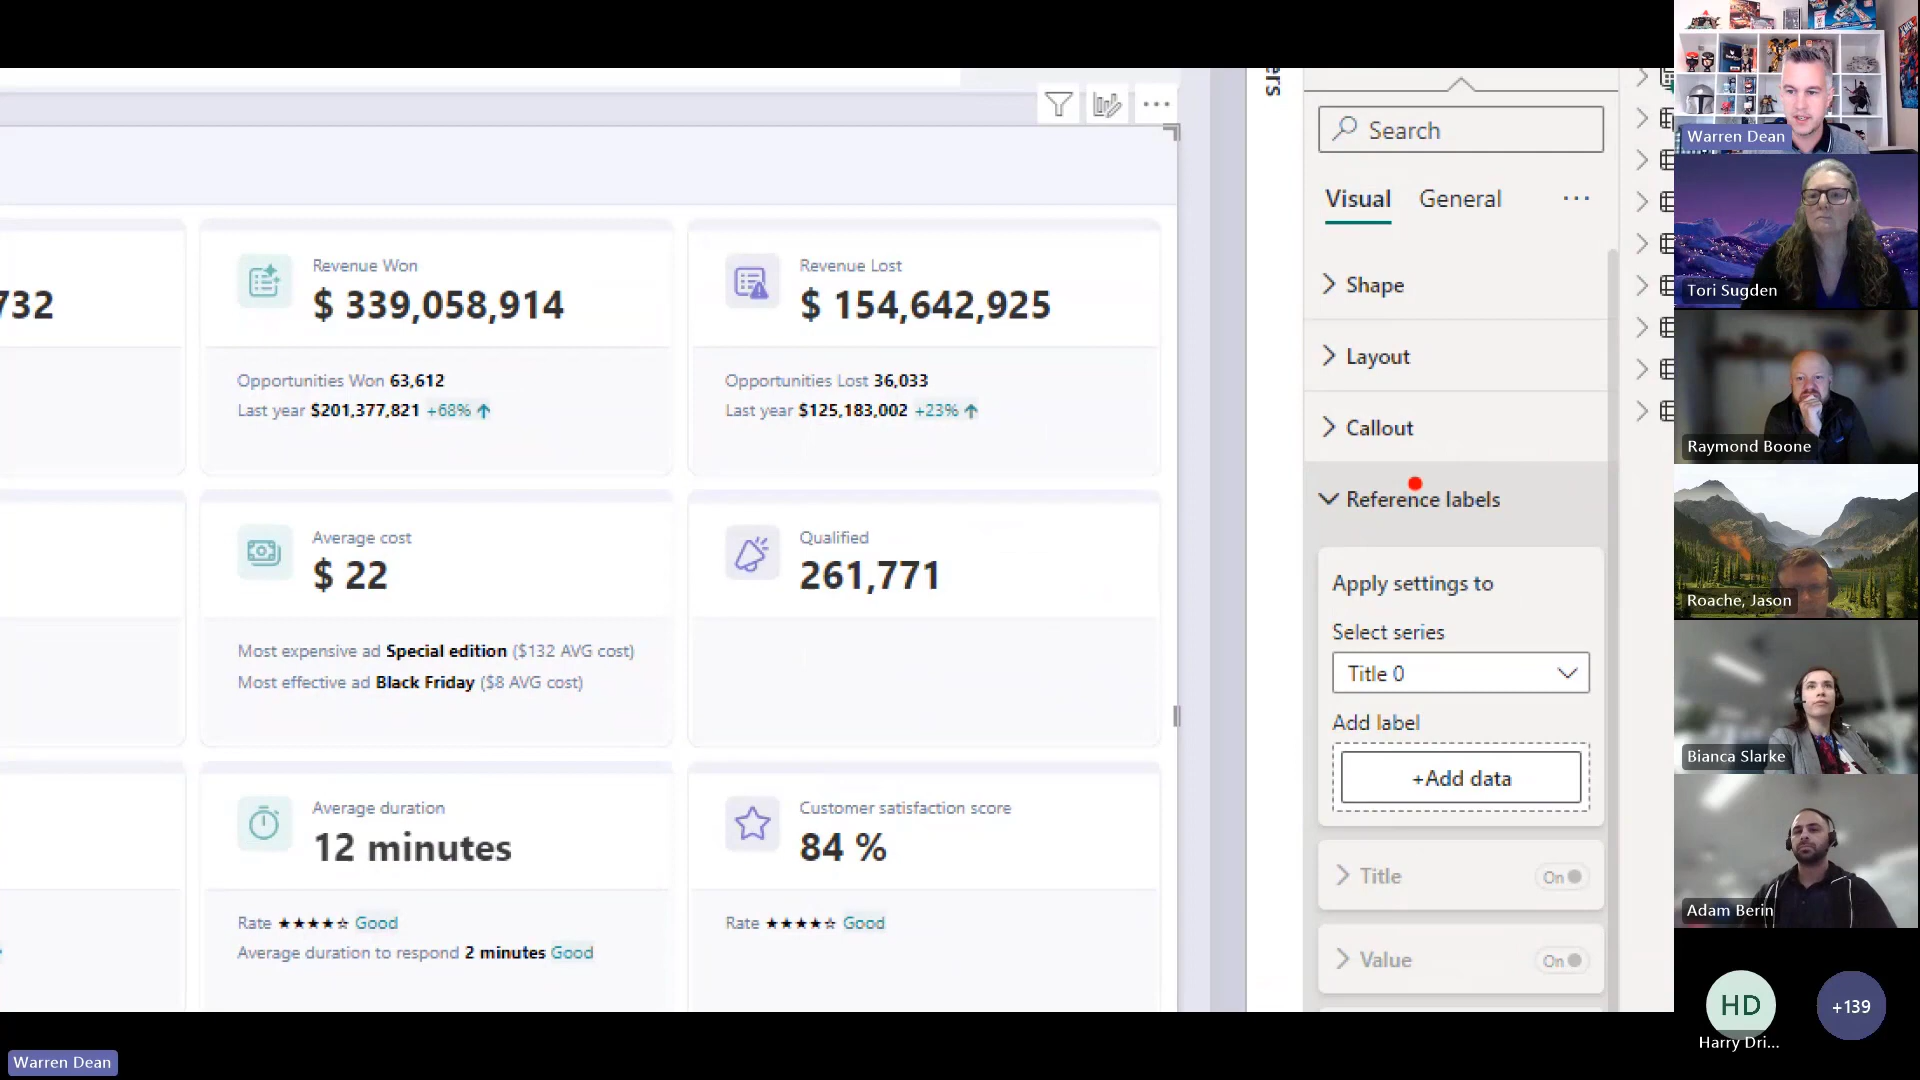 ers
Search
Visual General ...
732
Revenue Won
$ 339,058,914
Opportunities Won 63,612
Last year $201,377,821 +68% ↑
Revenue Lost
$ 154,642,925
Opportunities Lost 36,033
Last year $125,183,002 +23% ↑
Average cost
$ 22
Most expensive ad Special edition ($132 AVG cost)
Most effective ad Black Friday ($8 AVG cost)
Qualified
261,771
Average duration
12 minutes
Rate ★★★★☆ Good
Average duration to respond 2 minutes Good
Customer satisfaction score
84 %
Rate ★★★★☆ Good
Shape
Layout
Callout
Reference labels
Apply settings to
Select series
Title 0
Add label
+Add data
Title On
Value On
Warren Dean
Tori Sugden
Raymond Boone
Roache, Jason
Bianca Slarke
Adam Berin
HD
Harry Dri...
+139
Warren Dean